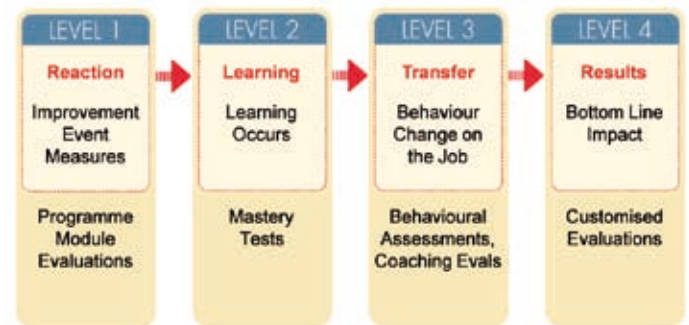 LEVEL 1
Reaction
Improvement
Event
Measures
Programme
Module
Evaluations
LEVEL 2
Learning
Learning
Occurs
Mastery
Tests
LEVEL 3
Transfer
Behaviour
Change on
the Job
Behavioural
Assessments,
Coaching Evals
LEVEL 4
Results
Bottom Line
Impact
Customised
Evaluations